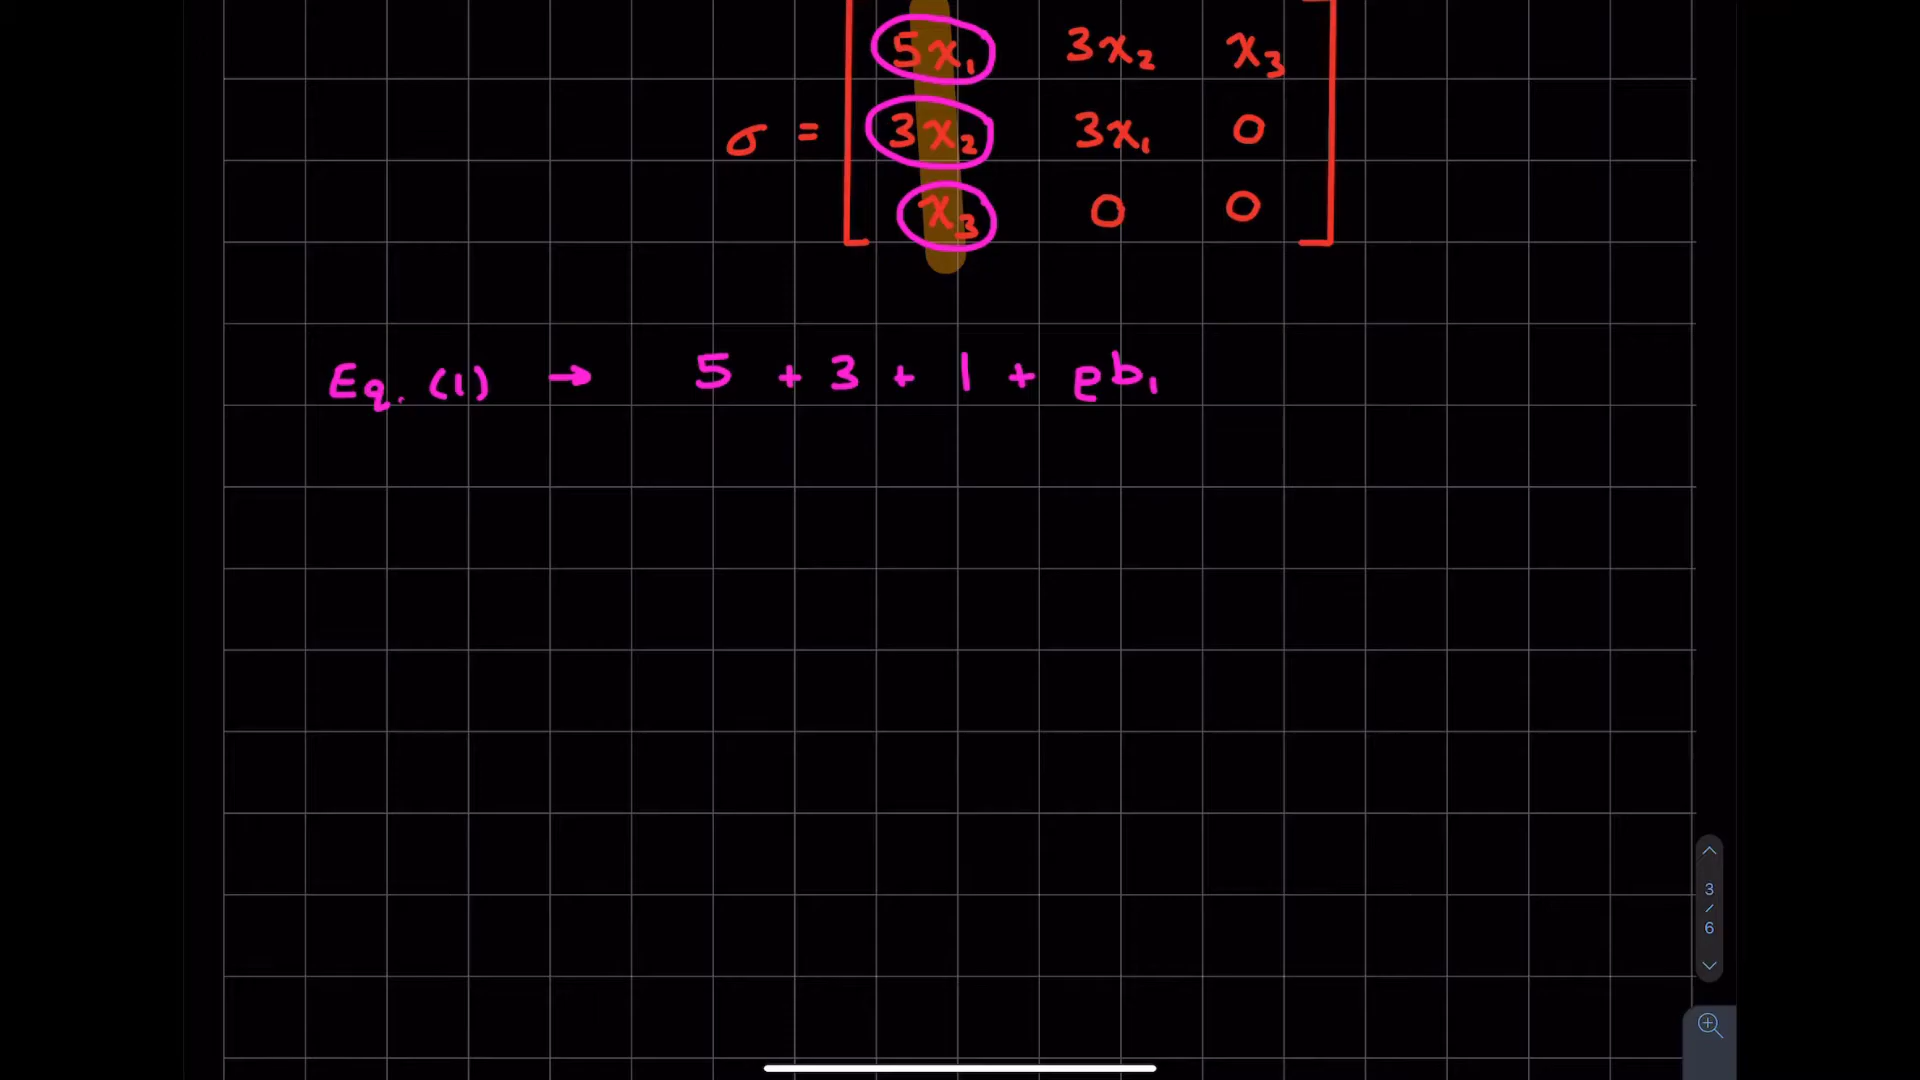 5x₁ 3x₂ x₃
σ = 3x₂ 3x₁ 0
x₃ 0 0
Eq. (1) → 5 + 3 + 1 + ρb₁
3
/
6